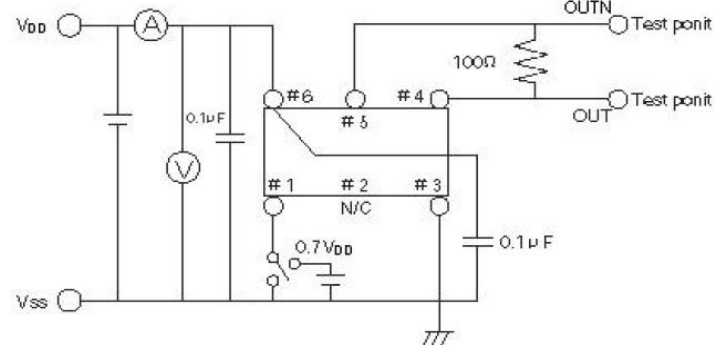 OUTN
VDD
A
Test ponit
100Ω
#6
#4
0.1μF
#5
OUT
Test ponit
V
#1
#2
#3
N/C
0.7VDD
0.1μF
Vss